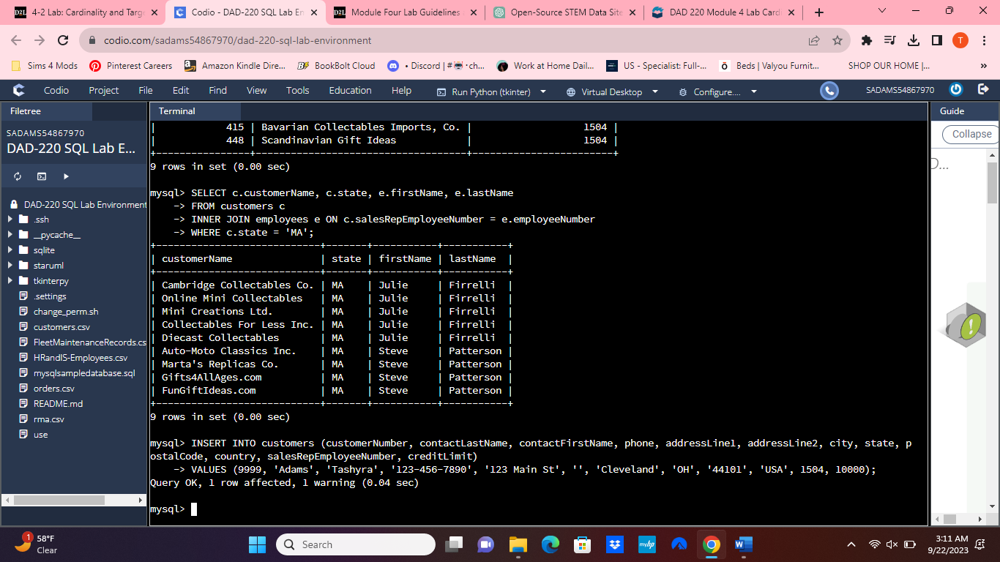 4-2 Lab: Cardinality and Targe
Codio - DAD-220 SQL Lab En
Module Four Lab Guidelines
Open-Source STEM Data Site
DAD 220 Module 4 Lab Card
codio.com/sadams54867970/dad-220-sql-lab-environment
T
Sims 4 Mods
Pinterest Careers
Amazon Kindle Dire...
BookBolt Cloud
• Discord | #🤖•ch...
Work at Home Dail...
US - Specialist: Full-...
Beds | Valyou Furnit...
SHOP OUR HOME |...
»
Codio Project File Edit Find View Tools Education Help Run Python (tkinter) Virtual Desktop Configure.... SADAMS54867970
Filetree
Terminal
Guide
SADAMS54867970
DAD-220 SQL Lab E...
Collapse
D...
DAD-220 SQL Lab Environment
.ssh
__pycache__
sqlite
staruml
tkinterpy
.settings
change_perm.sh
customers.csv
FleetMaintenanceRecords.cs
HRandIS-Employees.csv
mysqlsampledatabase.sql
orders.csv
README.md
rma.csv
use
| 415 | Bavarian Collectables Imports, Co. | 1504 |
| 448 | Scandinavian Gift Ideas | 1504 |
+----------------+------------------------------------+------------------------+
9 rows in set (0.00 sec)
mysql> SELECT c.customerName, c.state, e.firstName, e.lastName
-> FROM customers c
-> INNER JOIN employees e ON c.salesRepEmployeeNumber = e.employeeNumber
-> WHERE c.state = 'MA';
+----------------------------+-------+-----------+-----------+
| customerName | state | firstName | lastName |
+----------------------------+-------+-----------+-----------+
| Cambridge Collectables Co. | MA | Julie | Firrelli |
| Online Mini Collectables | MA | Julie | Firrelli |
| Mini Creations Ltd. | MA | Julie | Firrelli |
| Collectables For Less Inc. | MA | Julie | Firrelli |
| Diecast Collectables | MA | Julie | Firrelli |
| Auto-Moto Classics Inc. | MA | Steve | Patterson |
| Marta's Replicas Co. | MA | Steve | Patterson |
| Gifts4AllAges.com | MA | Steve | Patterson |
| FunGiftIdeas.com | MA | Steve | Patterson |
+----------------------------+-------+-----------+-----------+
9 rows in set (0.00 sec)
mysql> INSERT INTO customers (customerNumber, contactLastName, contactFirstName, phone, addressLine1, addressLine2, city, state, p
ostalCode, country, salesRepEmployeeNumber, creditLimit)
-> VALUES (9999, 'Adams', 'Tashyra', '123-456-7890', '123 Main St', '', 'Cleveland', 'OH', '44101', 'USA', 1504, 10000);
Query OK, 1 row affected, 1 warning (0.04 sec)
mysql>
1
58°F
Clear
Search
myhp
3:11 AM
9/22/2023